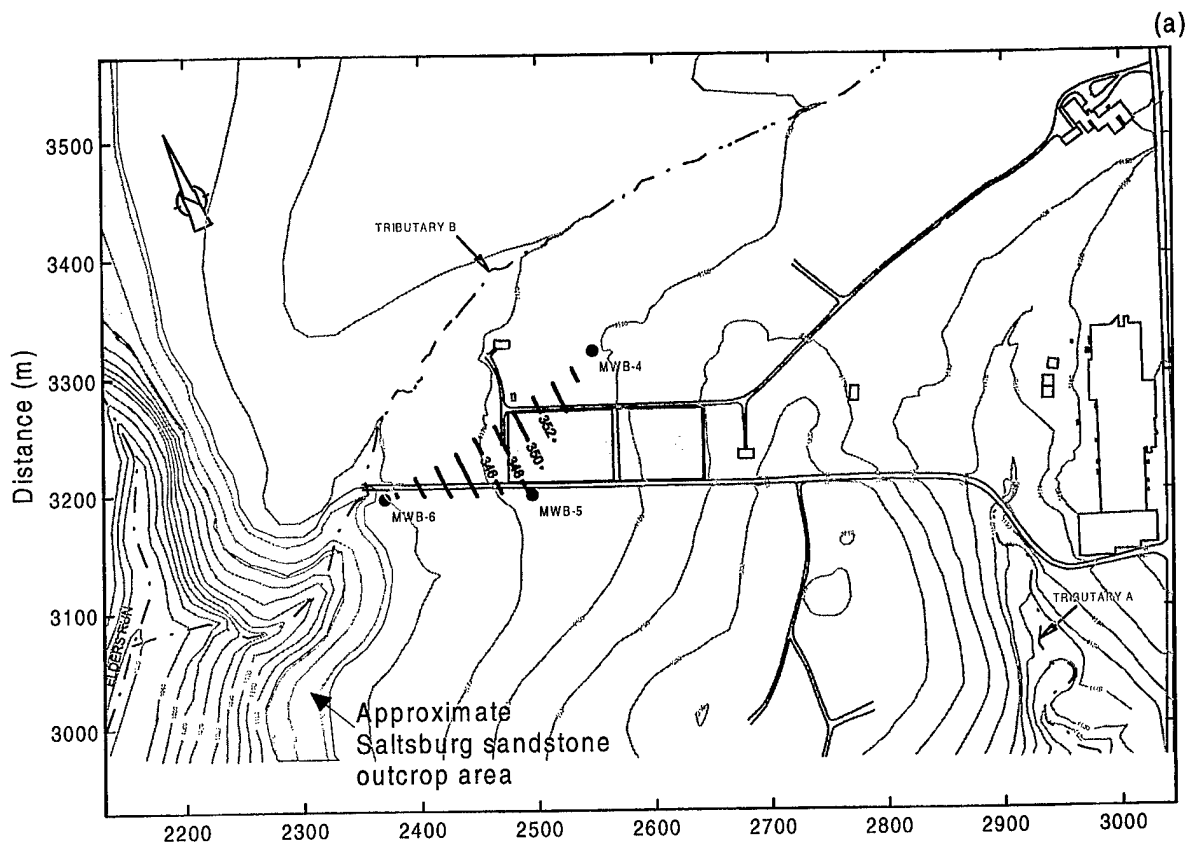 (a)
3500
TRIBUTARY B
3400
Distance (m)
3300
MWB-4
352
350
348
346
3200
MWB-6
MWB-5
3100
TRIBUTARY A
ELDERS RUN
Approximate
Saltsburg sandstone
outcrop area
3000
2200 2300 2400 2500 2600 2700 2800 2900 3000